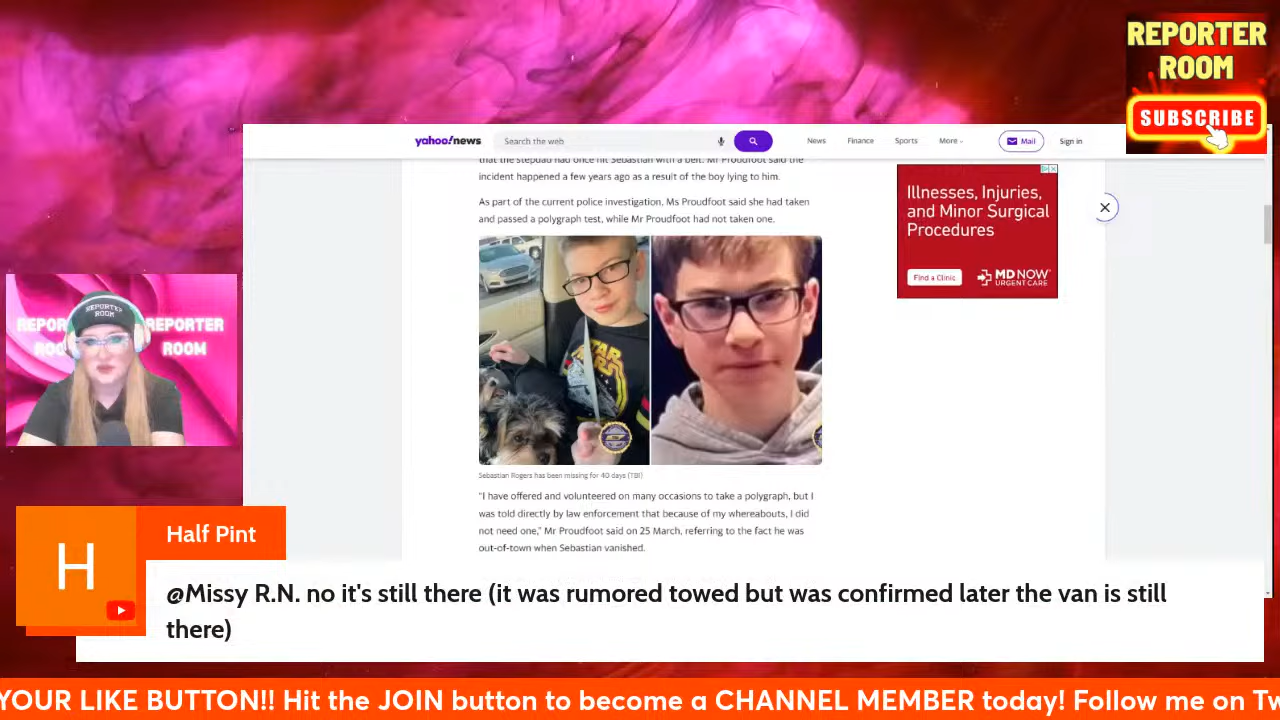 REPORTER
ROOM
SUBSCRIBE
yahoo!news
Search the web
News
Finance
Sports
More
Mail
Sign in
that the stepdad had once hit Sebastian with a belt. Mr Proudfoot said the
incident happened a few years ago as a result of the boy lying to him.
As part of the current police investigation, Ms Proudfoot said she had taken
and passed a polygraph test, while Mr Proudfoot had not taken one.
Illnesses, Injuries,
and Minor Surgical
Procedures
Find a Clinic
MD NOW
URGENT CARE
STAR
WARS
REPORTER
ROOM
REPORTER
ROOM
Sebastian Rogers has been missing for 40 days (TBI)
"I have offered and volunteered on many occasions to take a polygraph, but I
was told directly by law enforcement that because of my whereabouts, I did
not need one," Mr Proudfoot said on 25 March, referring to the fact he was
out-of-town when Sebastian vanished.
H
Half Pint
@Missy R.N. no it's still there (it was rumored towed but was confirmed later the van is still
there)
YOUR LIKE BUTTON!! Hit the JOIN button to become a CHANNEL MEMBER today! Follow me on Tw